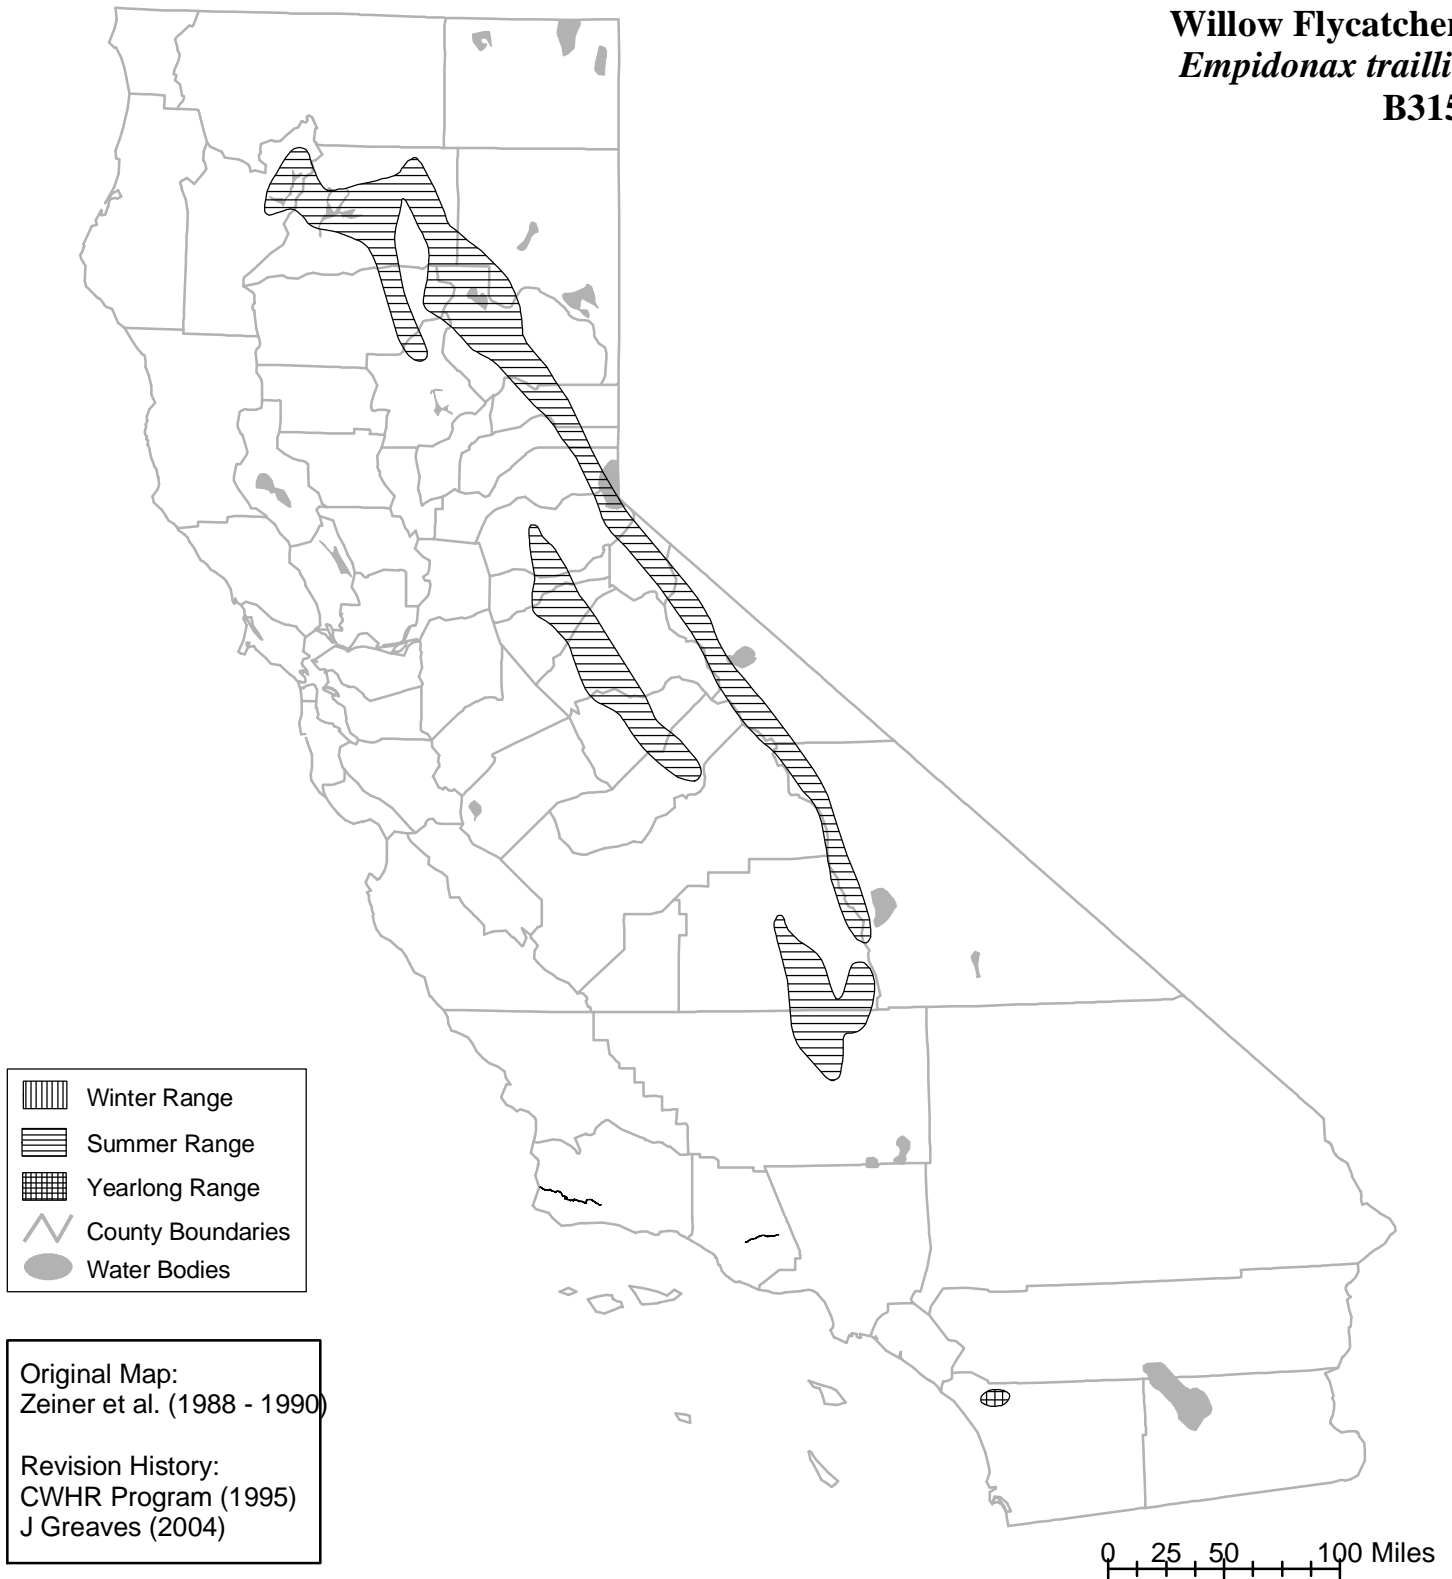 Willow Flycatcher
Empidonax trailli
B315
Winter Range
Summer Range
Yearlong Range
County Boundaries
Water Bodies
Original Map:
Zeiner et al. (1988 - 1990)
Revision History:
CWHR Program (1995)
J Greaves (2004)
0 25 50 100 Miles